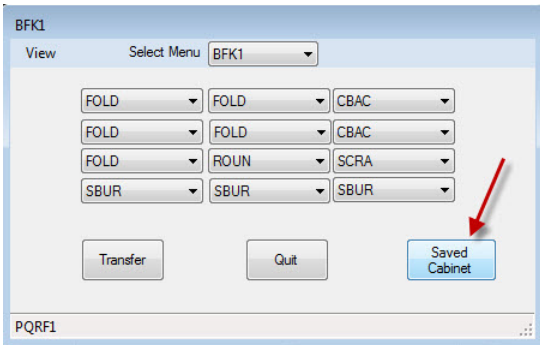 BFK1
View Select Menu BFK1
FOLD FOLD CBAC
FOLD FOLD CBAC
FOLD ROUN SCRA
SBUR SBUR SBUR
Transfer Quit Saved Cabinet
PQRF1